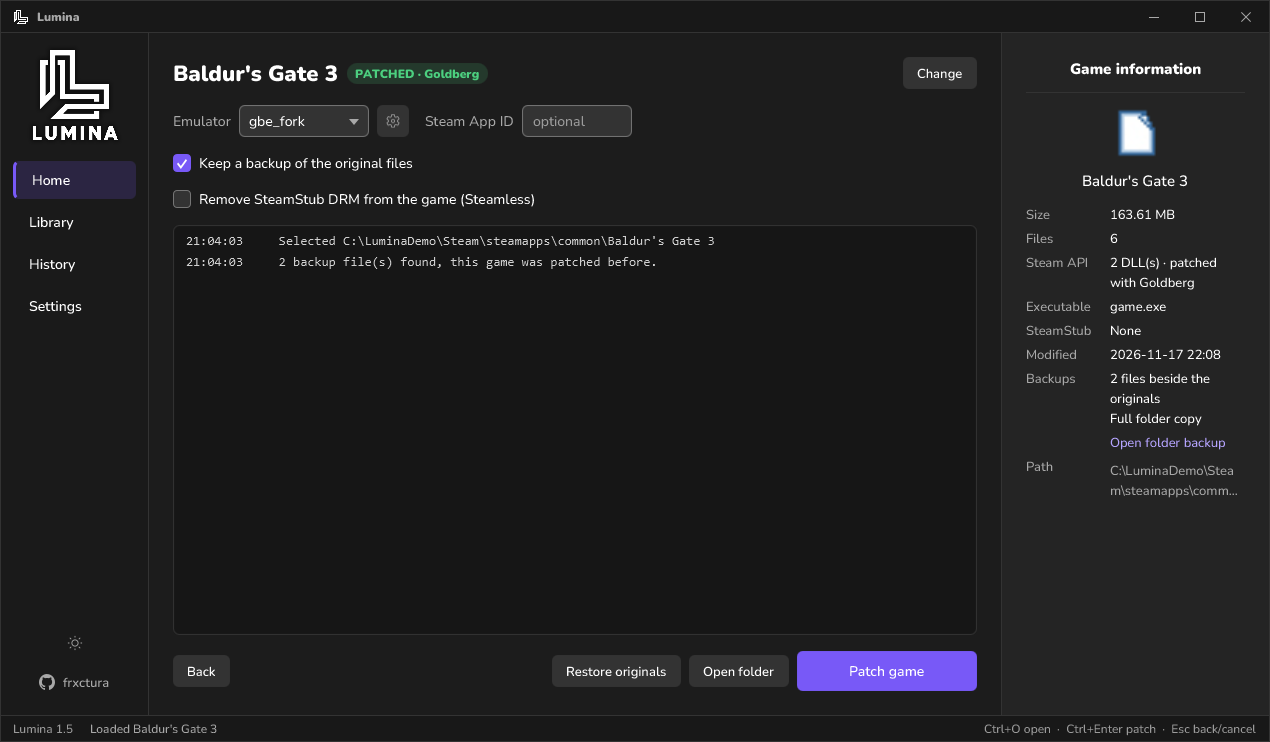 Lumina
LUMINA
Home
Library
History
Settings
frxctura
Baldur's Gate 3
PATCHED · Goldberg
Change
Emulator
gbe_fork
Steam App ID
optional
Keep a backup of the original files
Remove SteamStub DRM from the game (Steamless)
21:04:03 Selected C:\LuminaDemo\Steam\steamapps\common\Baldur's Gate 3
21:04:03 2 backup file(s) found, this game was patched before.
Back
Restore originals
Open folder
Patch game
Game information
Baldur's Gate 3
Size 163.61 MB
Files 6
Steam API 2 DLL(s) · patched
with Goldberg
Executable game.exe
SteamStub None
Modified 2026-11-17 22:08
Backups 2 files beside the
originals
Full folder copy
Open folder backup
Path C:\LuminaDemo\Stea
m\steamapps\comm...
Lumina 1.5 Loaded Baldur's Gate 3
Ctrl+O open · Ctrl+Enter patch · Esc back/cancel